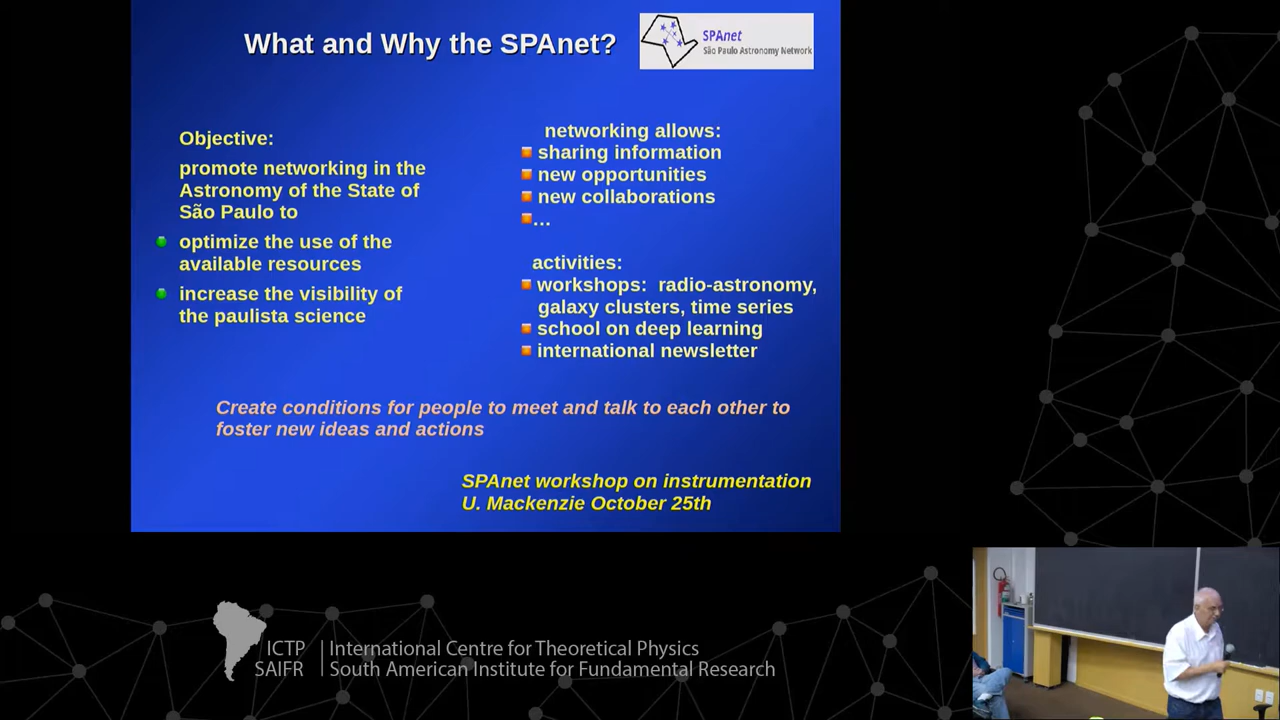 What and Why the SPAnet?
SPAnet
São Paulo Astronomy Network
Objective:
promote networking in the
Astronomy of the State of
São Paulo to
optimize the use of the
available resources
increase the visibility of
the paulista science
networking allows:
sharing information
new opportunities
new collaborations
...
activities:
workshops: radio-astronomy,
galaxy clusters, time series
school on deep learning
international newsletter
Create conditions for people to meet and talk to each other to
foster new ideas and actions
SPAnet workshop on instrumentation
U. Mackenzie October 25th
ICTP
SAIFR
International Centre for Theoretical Physics
South American Institute for Fundamental Research